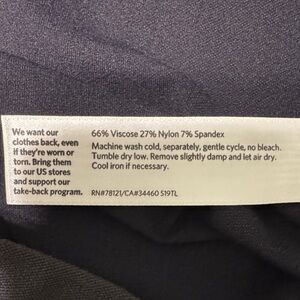 We want our
clothes back, even
if they're worn or
torn. Bring them
to our US stores
and support our
take-back program.
66% Viscose 27% Nylon 7% Spandex
Machine wash cold, separately, gentle cycle, no bleach.
Tumble dry low. Remove slightly damp and let air dry.
Cool iron if necessary.
RN#78121/CA#34460 S19TL